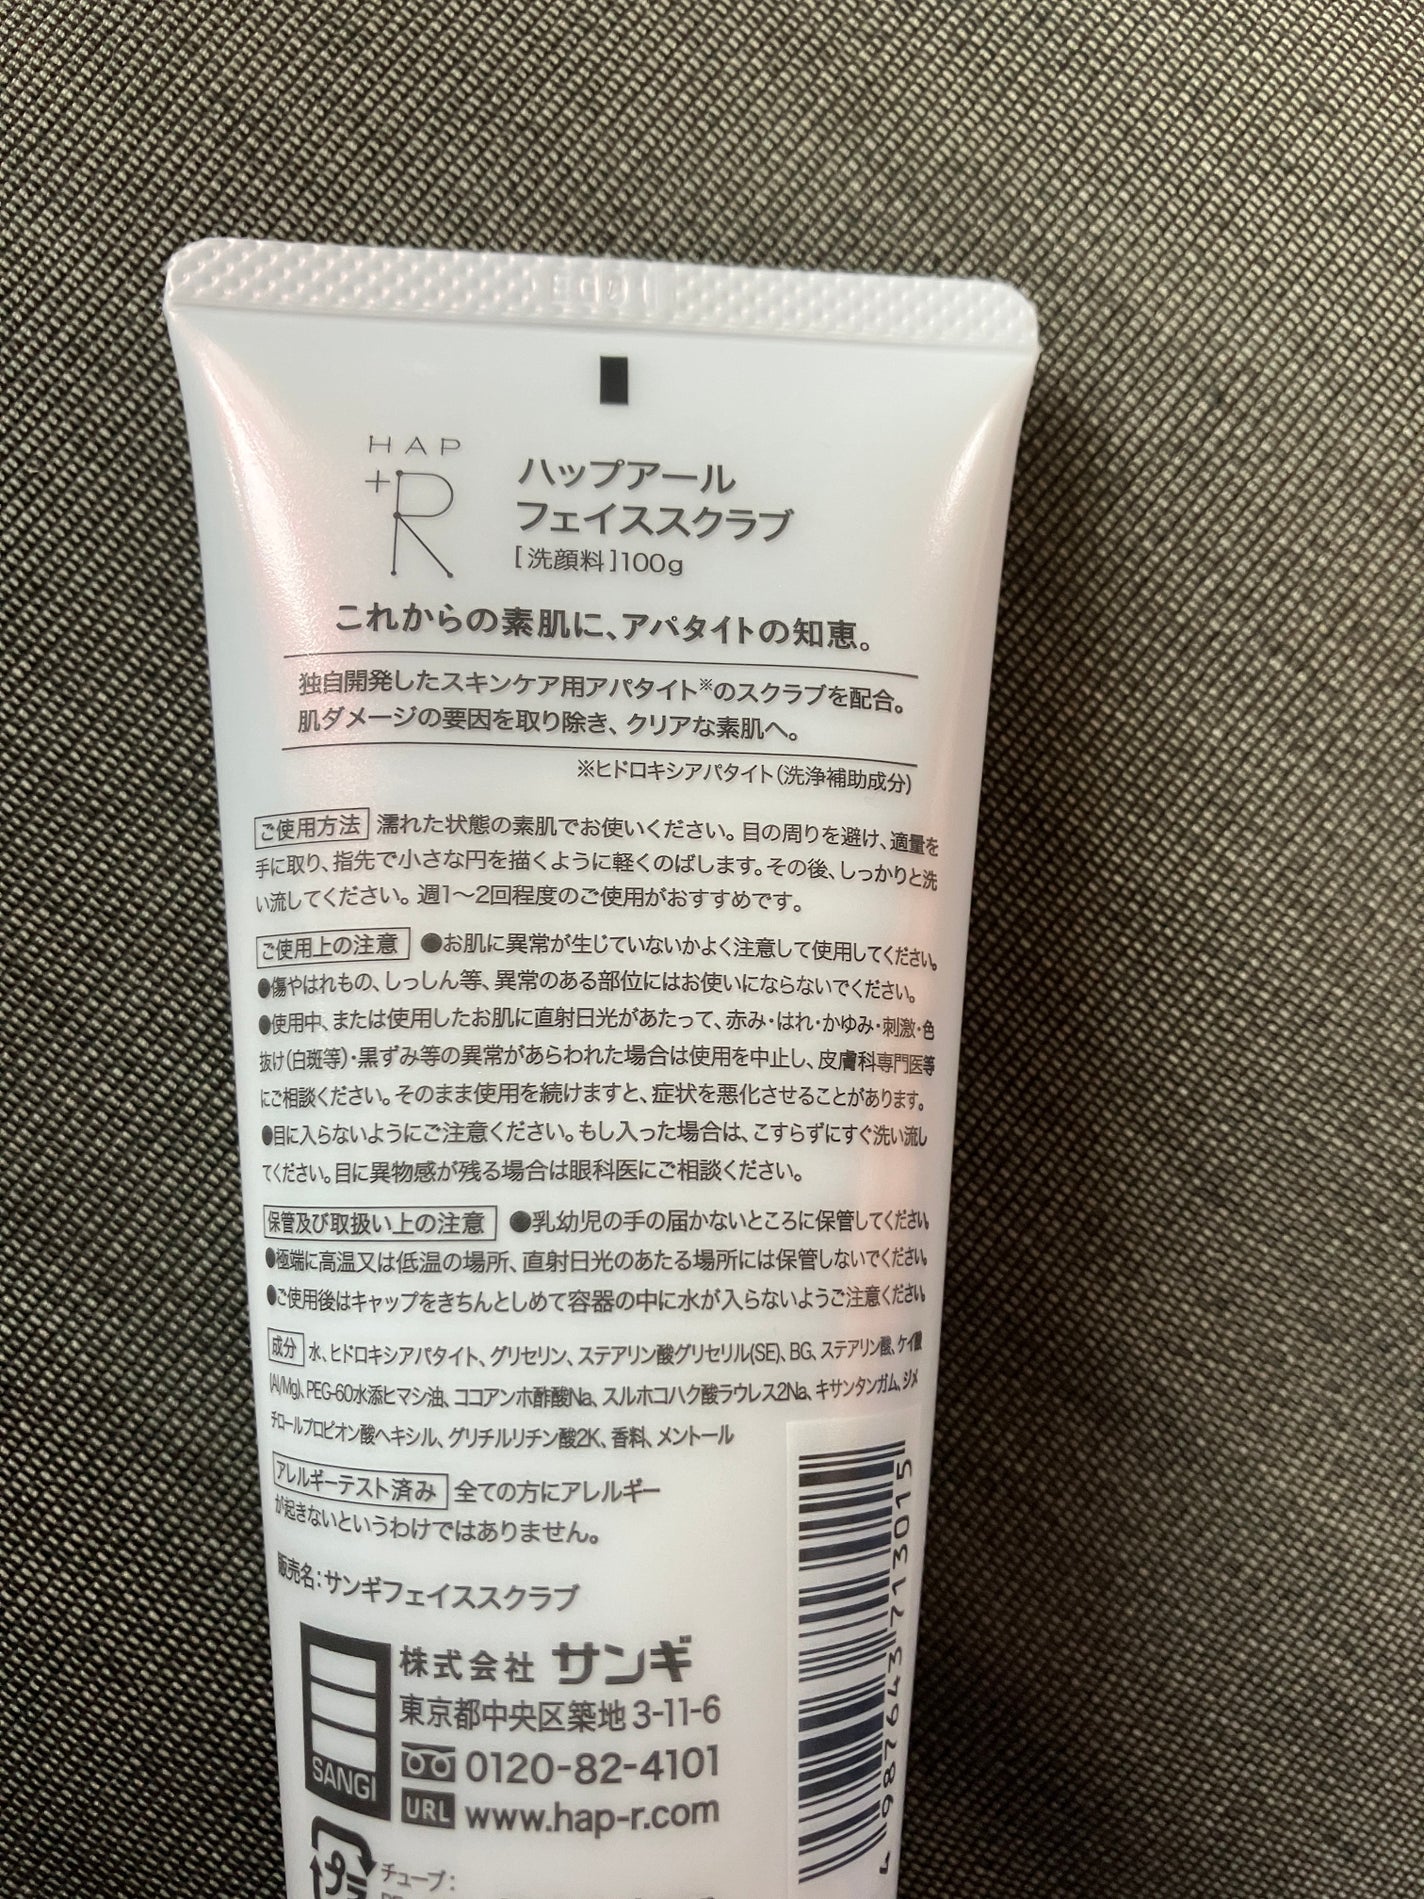 HAP
+R
ハップアール
フェイススクラブ
[洗顔料]100g
これからの素肌に、アパタイトの知恵。
独自開発したスキンケア用アパタイト※のスクラブを配合。
肌ダメージの要因を取り除き、クリアな素肌へ。
※ヒドロキシアパタイト(洗浄補助成分)
ご使用方法 濡れた状態の素肌でお使いください。目の周りを避け、適量を
手に取り、指先で小さな円を描くように軽くのばします。その後、しっかりと洗
い流してください。週1〜2回程度のご使用がおすすめです。
ご使用上の注意 ●お肌に異常が生じていないかよく注意して使用してください。
●傷やはれもの、しっしん等、異常のある部位にはお使いにならないでください。
●使用中、または使用したお肌に直射日光があたって、赤み・はれ・かゆみ・刺激・色
抜け(白斑等)・黒ずみ等の異常があらわれた場合は使用を中止し、皮膚科専門医等
にご相談ください。そのまま使用を続けますと、症状を悪化させることがあります。
●目に入らないようにご注意ください。もし入った場合は、こすらずにすぐ洗い流し
てください。目に異物感が残る場合は眼科医にご相談ください。
保管及び取扱い上の注意 ●乳幼児の手の届かないところに保管してください。
●極端に高温又は低温の場所、直射日光のあたる場所には保管しないでください。
●ご使用後はキャップをきちんとしめて容器の中に水が入らないようご注意ください。
成分 水、ヒドロキシアパタイト、グリセリン、ステアリン酸グリセリル(SE)、BG、ステアリン酸、ケイ酸
(Al/Mg)、PEG-60水添ヒマシ油、ココアンホ酢酸Na、スルホコハク酸ラウレス2Na、キサンタンガム、ジメ
チロールプロピオン酸ヘキシル、グリチルリチン酸2K、香料、メントール
アレルギーテスト済み 全ての方にアレルギー
が起きないというわけではありません。
販売名:サンギフェイススクラブ
SANGI
株式会社 サンギ
東京都中央区築地3-11-6
0120-82-4101
URL www.hap-r.com
プラ
チューブ:
4987643713015